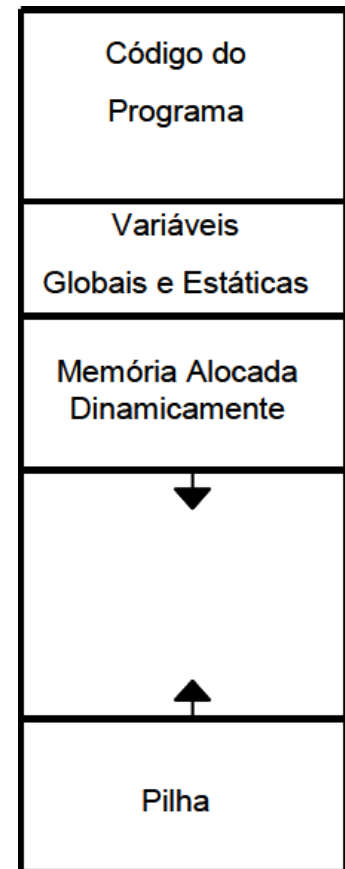 Código do
Programa
Variáveis
Globais e Estáticas
Memória Alocada
Dinamicamente
Pilha